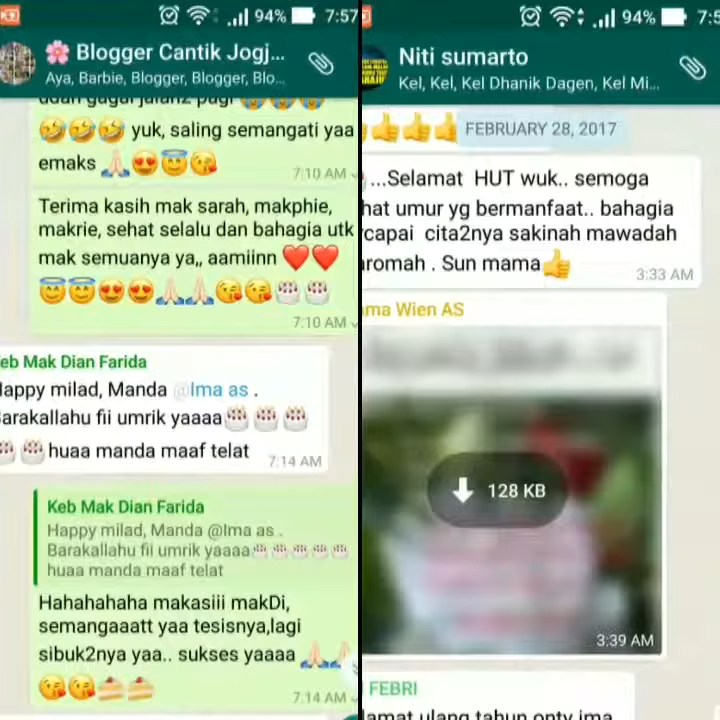 94% 7:57
Blogger Cantik Jogj...
Aya, Barbie, Blogger, Blogger, Blo...
yuk, saling semangati yaa
emaks
7:10 AM
Terima kasih mak sarah, makphie,
makrie, sehat selalu dan bahagia utk
mak semuanya ya,, aamiinn
7:10 AM
Keb Mak Dian Farida
Happy milad, Manda @Ima as .
Barakallahu fii umrik yaaaa
huaa manda maaf telat
7:14 AM
Keb Mak Dian Farida
Happy milad, Manda @Ima as .
Barakallahu fii umrik yaaaa
huaa manda maaf telat
Hahahahaha makasiii makDi,
semangaaatt yaa tesisnya,lagi
sibuk2nya yaa.. sukses yaaaa
7:14 AM
94%
Niti sumarto
Kel, Kel, Kel Dhanik Dagen, Kel Mi...
FEBRUARY 28, 2017
...Selamat HUT wuk.. semoga
umur yg bermanfaat.. bahagia
cita2nya sakinah mawadah
. Sun mama
3:33 AM
Wien AS
128 KB
3:39 AM
FEBRI
ulang tahun onty ima